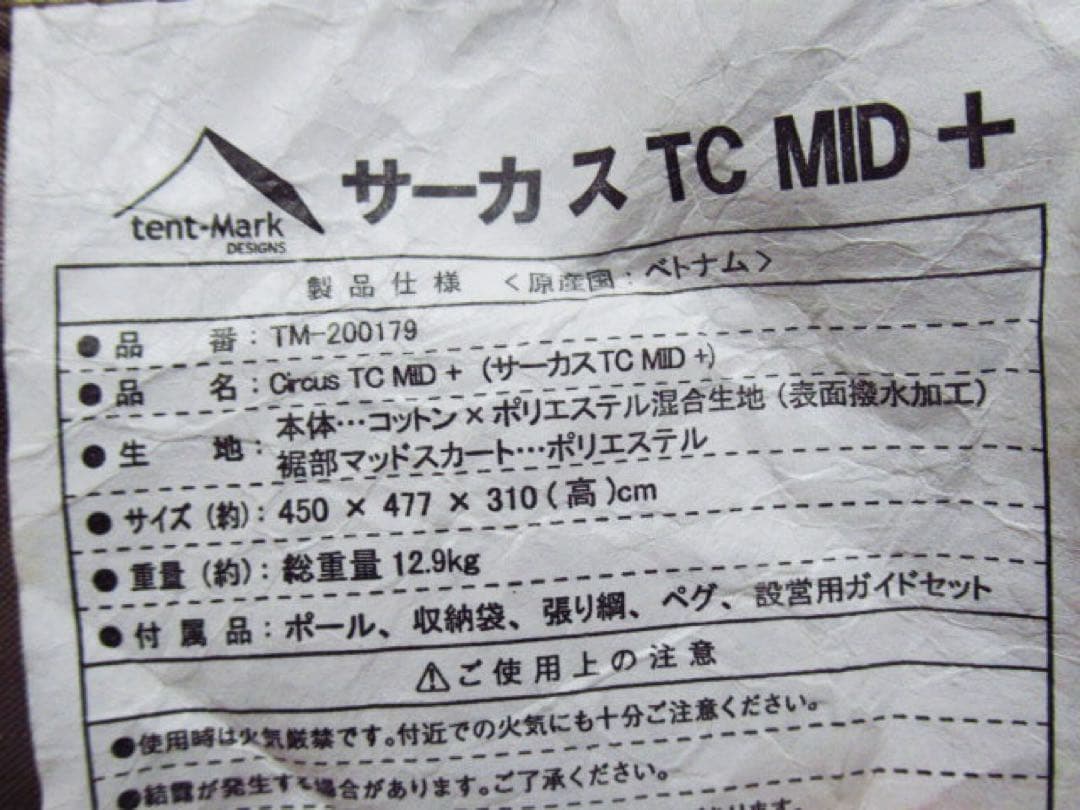 サーカス TC MID +
tent-Mark
DESIGNS
製品仕様 <原産国:ベトナム>
●品 番:TM-200179
●品 名:Circus TC MID + (サーカスTC MID +)
●生 地:本体…コットン×ポリエステル混合生地(表面撥水加工)
裾部マッドスカート…ポリエステル
●サイズ(約):450 × 477 × 310(高)cm
●重量(約):総重量 12.9kg
●付属品:ポール、収納袋、張り綱、ペグ、設営用ガイドセット
⚠ご使用上の注意
●使用時は火気厳禁です。付近での火気にも十分ご注意ください。
●結露が発生する場合があります。ご了承ください。